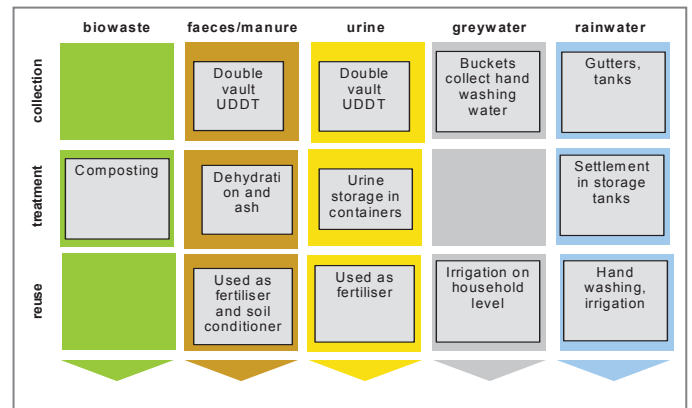 biowaste faeces/manure urine greywater rainwater
collection
Double
vault
UDDT
Double
vault
UDDT
Buckets
collect hand
washing
water
Gutters,
tanks
treatment
Composting
Dehydrati
on and
ash
Urine
storage in
containers
Settlement
in storage
tanks
reuse
Used as
fertiliser
and soil
conditioner
Used as
fertiliser
Irrigation on
household
level
Hand
washing,
irrigation